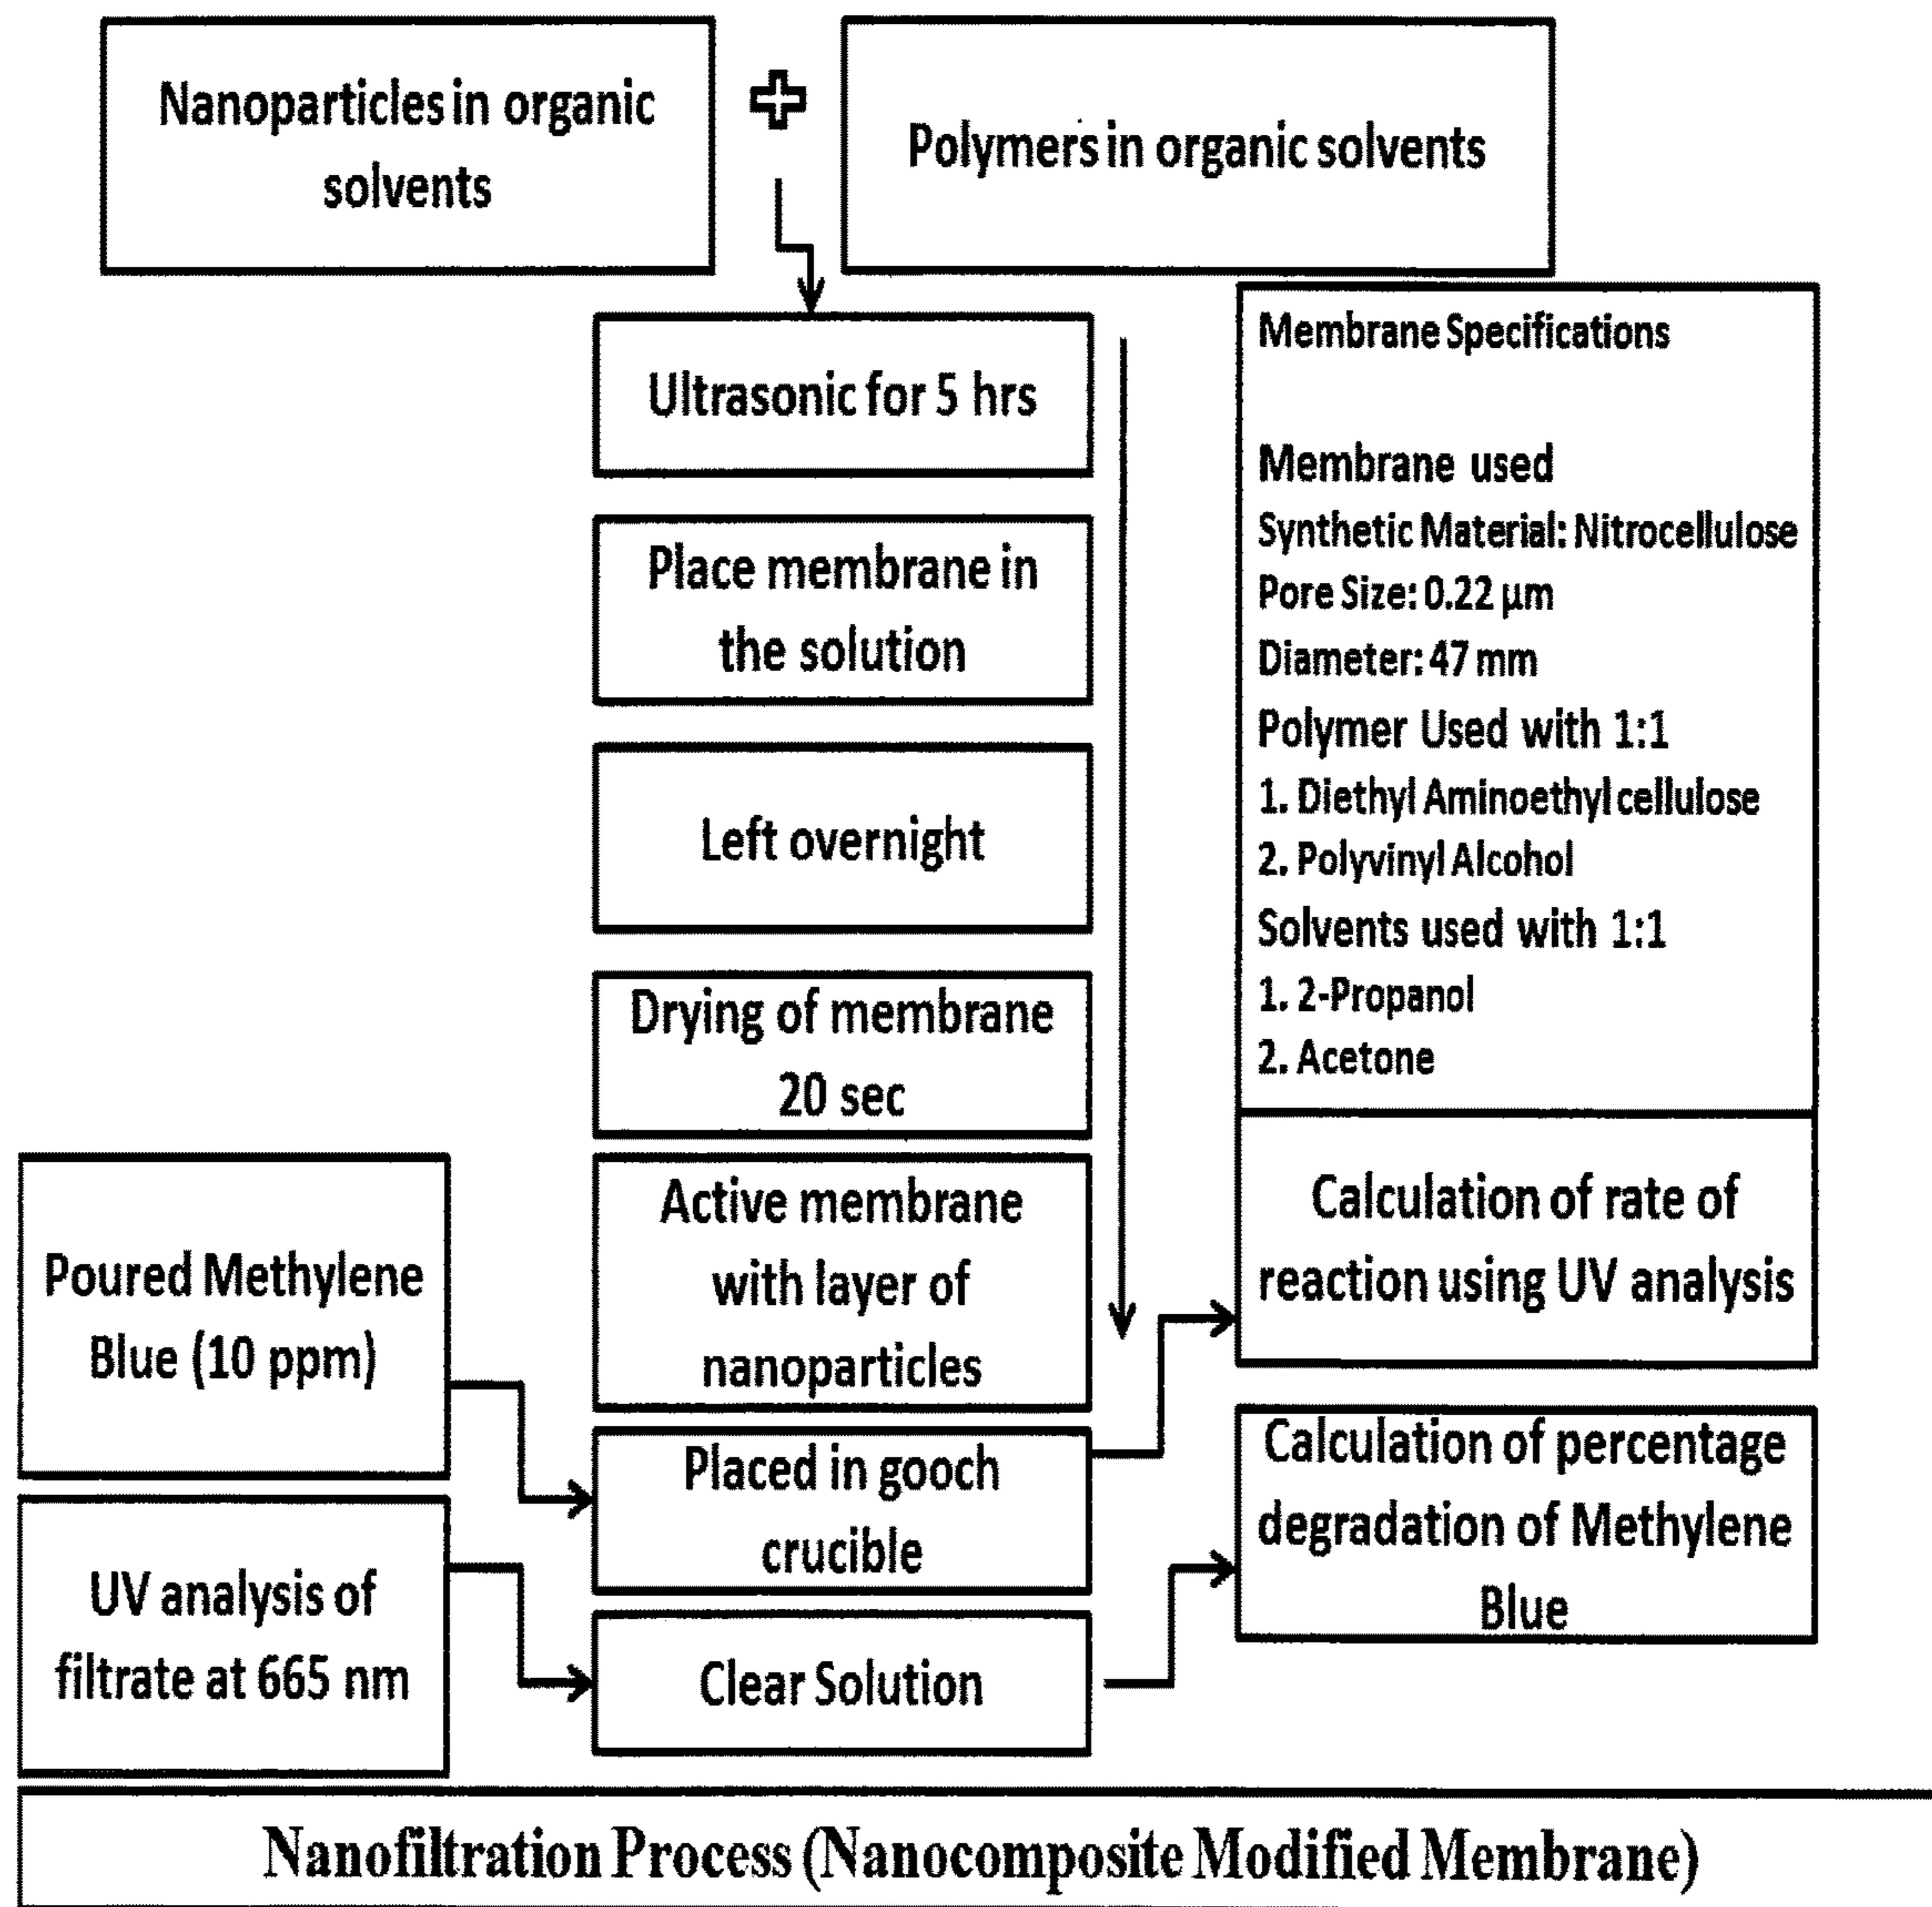 Nanoparticles in organic
solvents
Polymers in organic solvents
Ultrasonic for 5 hrs
Place membrane in
the solution
Left overnight
Drying of membrane
20 sec
Active membrane
with layer of
nanoparticles
Placed in gooch
crucible
Clear Solution
Poured Methylene
Blue (10 ppm)
UV analysis of
filtrate at 665 nm
Membrane Specifications
Membrane used
Synthetic Material: Nitrocellulose
Pore Size: 0.22 µm
Diameter: 47 mm
Polymer Used with 1:1
1. Diethyl Aminoethyl cellulose
2. Polyvinyl Alcohol
Solvents used with 1:1
1. 2-Propanol
2. Acetone
Calculation of rate of
reaction using UV analysis
Calculation of percentage
degradation of Methylene
Blue
Nanofiltration Process (Nanocomposite Modified Membrane)